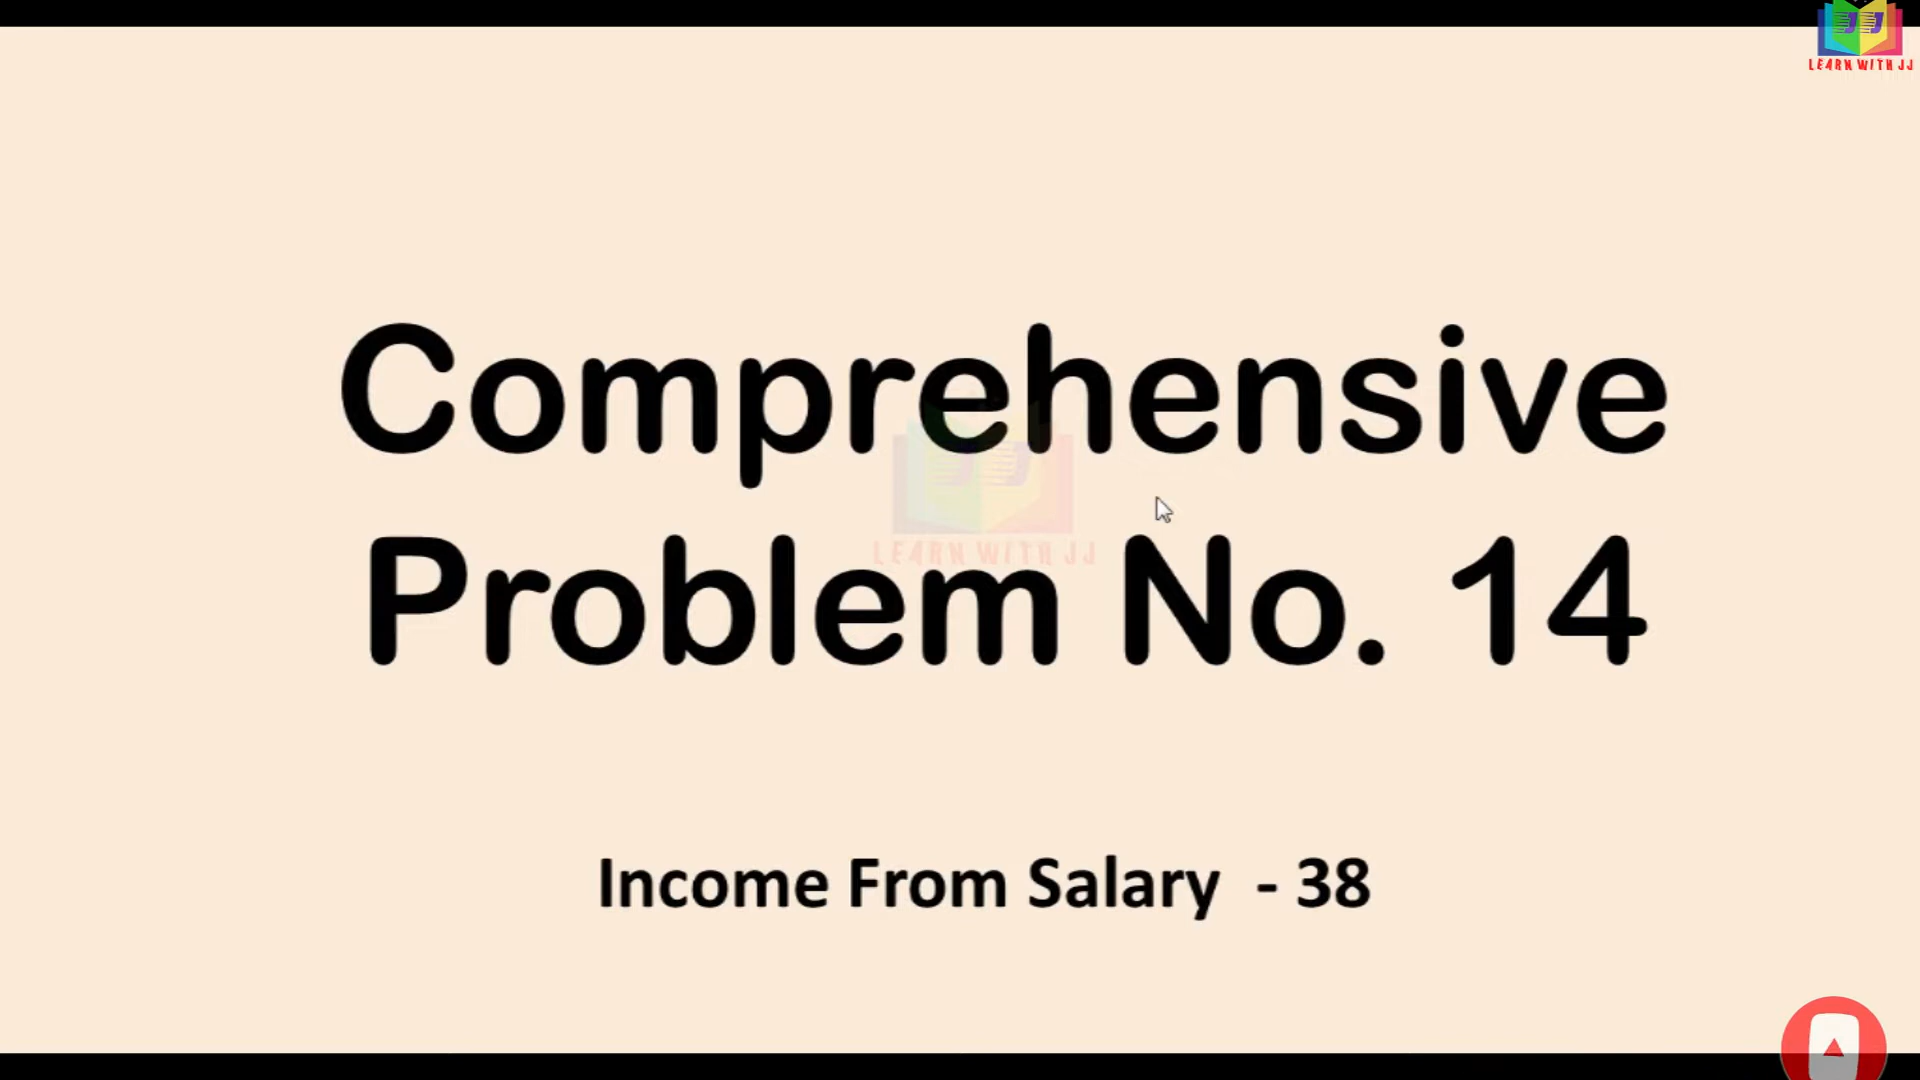 LEARN WITH JJ
Comprehensive
LEARN WITH JJ
Problem No. 14
Income From Salary - 38